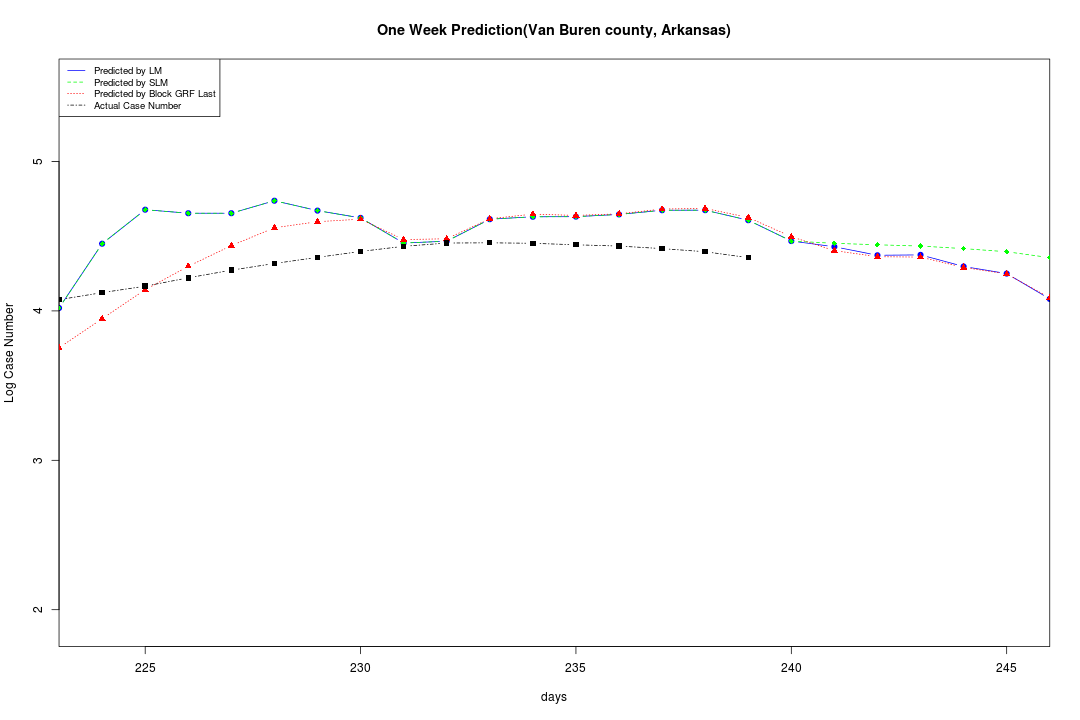 One Week Prediction(Van Buren county, Arkansas)
Predicted by LM
Predicted by SLM
Predicted by Block GRF Last
Actual Case Number
5
4
3
2
Log Case Number
225 230 235 240 245
days